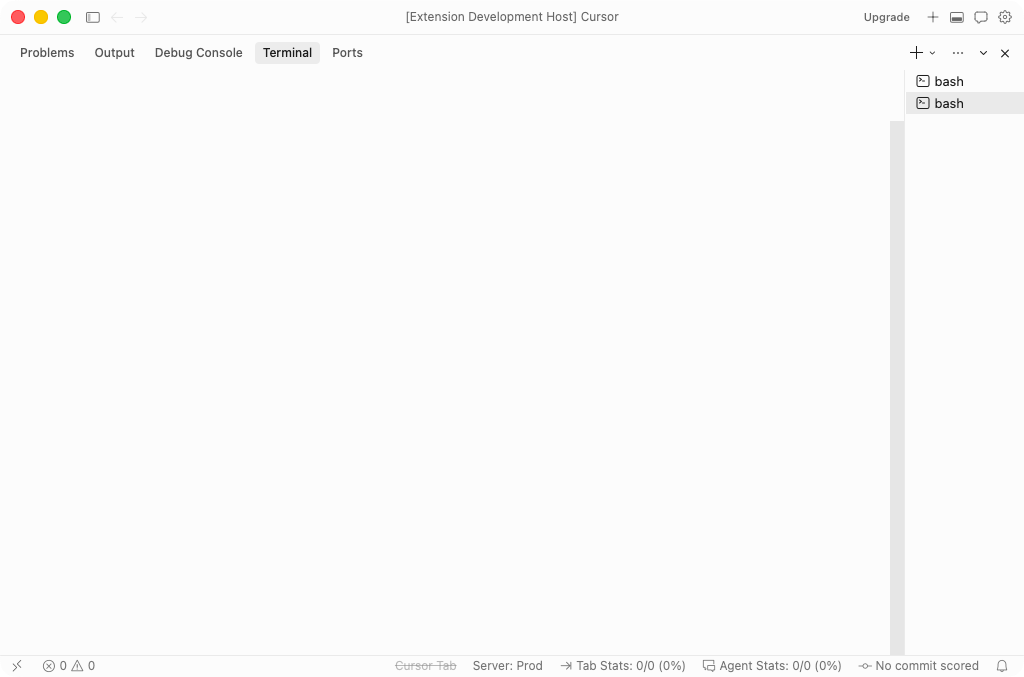 [Extension Development Host] Cursor
Upgrade
Problems Output Debug Console Terminal Ports
bash
bash
0 0 Cursor Tab Server: Prod Tab Stats: 0/0 (0%) Agent Stats: 0/0 (0%) No commit scored